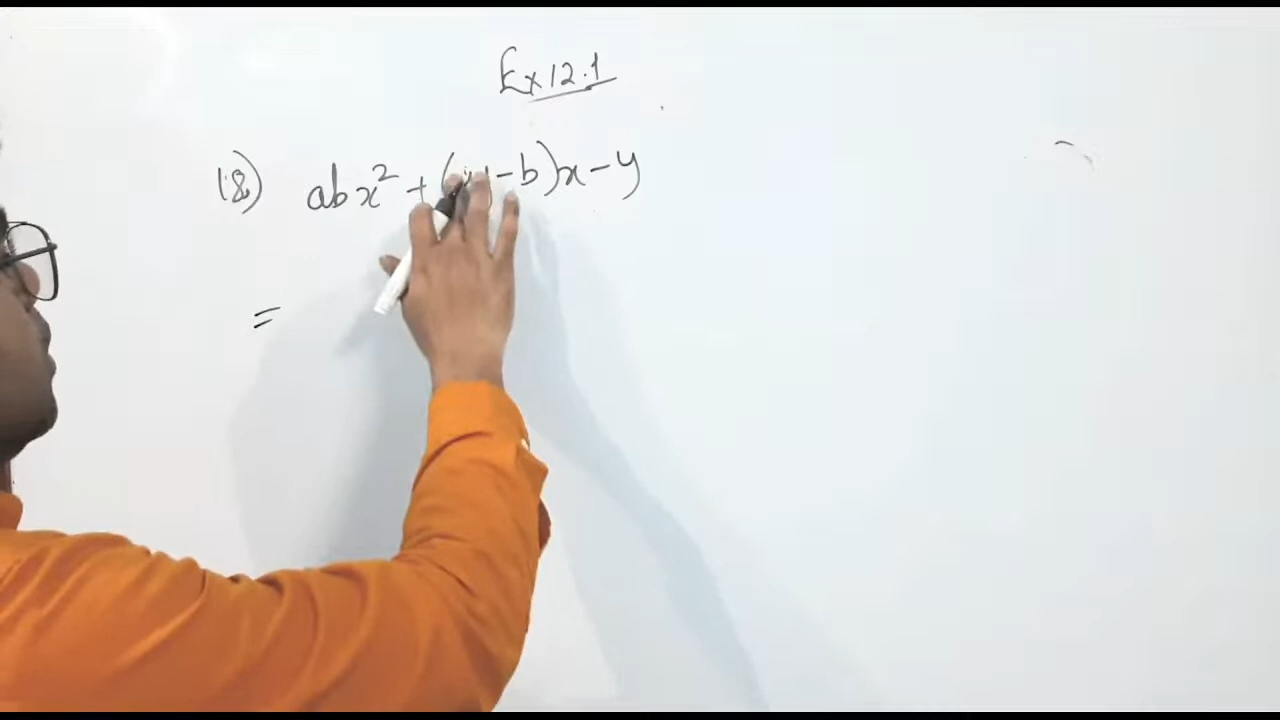 Ex 12.1
18) abx² + ( y - b)x - y
=